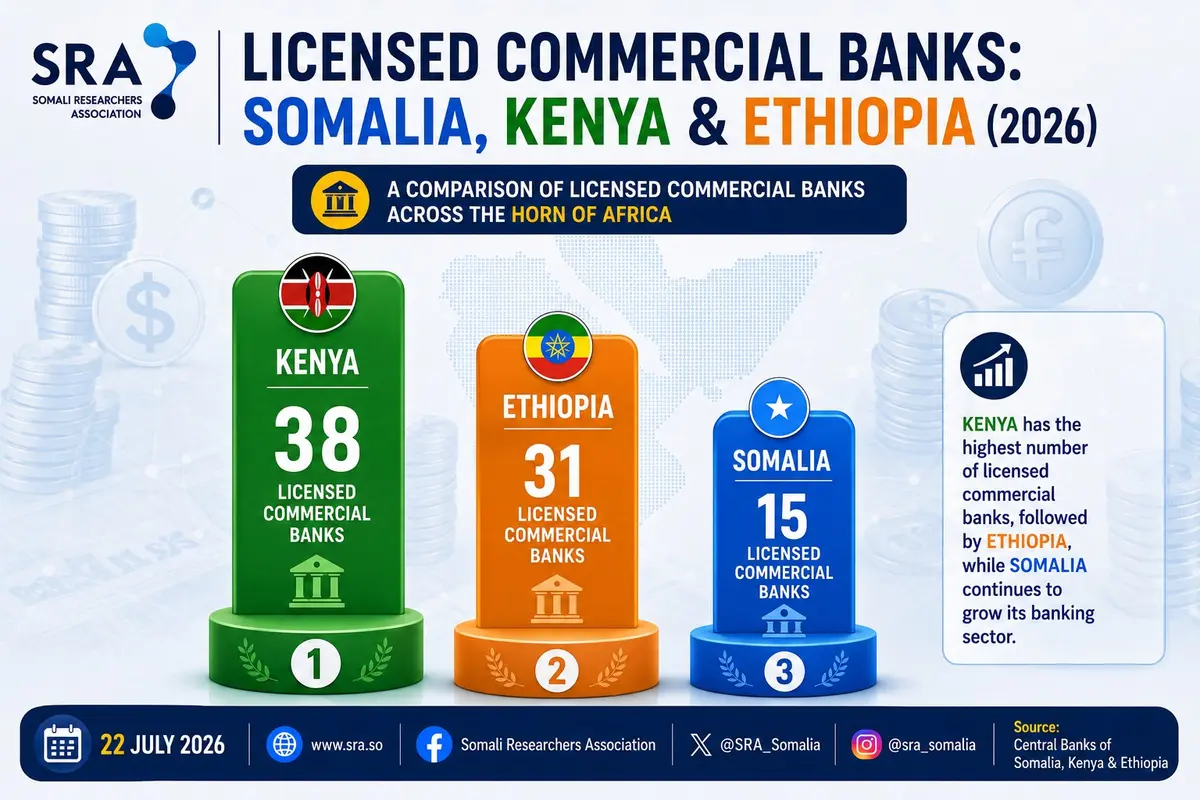 SRA
SOMALI RESEARCHERS
ASSOCIATION
LICENSED COMMERCIAL BANKS:
SOMALIA, KENYA & ETHIOPIA (2026)
A COMPARISON OF LICENSED COMMERCIAL BANKS
ACROSS THE HORN OF AFRICA
KENYA
38
LICENSED
COMMERCIAL
BANKS
1
ETHIOPIA
31
LICENSED
COMMERCIAL
BANKS
2
SOMALIA
15
LICENSED
COMMERCIAL
BANKS
3
KENYA has the
highest number
of licensed
commercial
banks, followed
by ETHIOPIA,
while SOMALIA
continues to
grow its banking
sector.
22 JULY 2026
www.sra.so
Somali Researchers Association
@SRA_Somalia
@sra_somalia
Source:
Central Banks of
Somalia, Kenya & Ethiopia